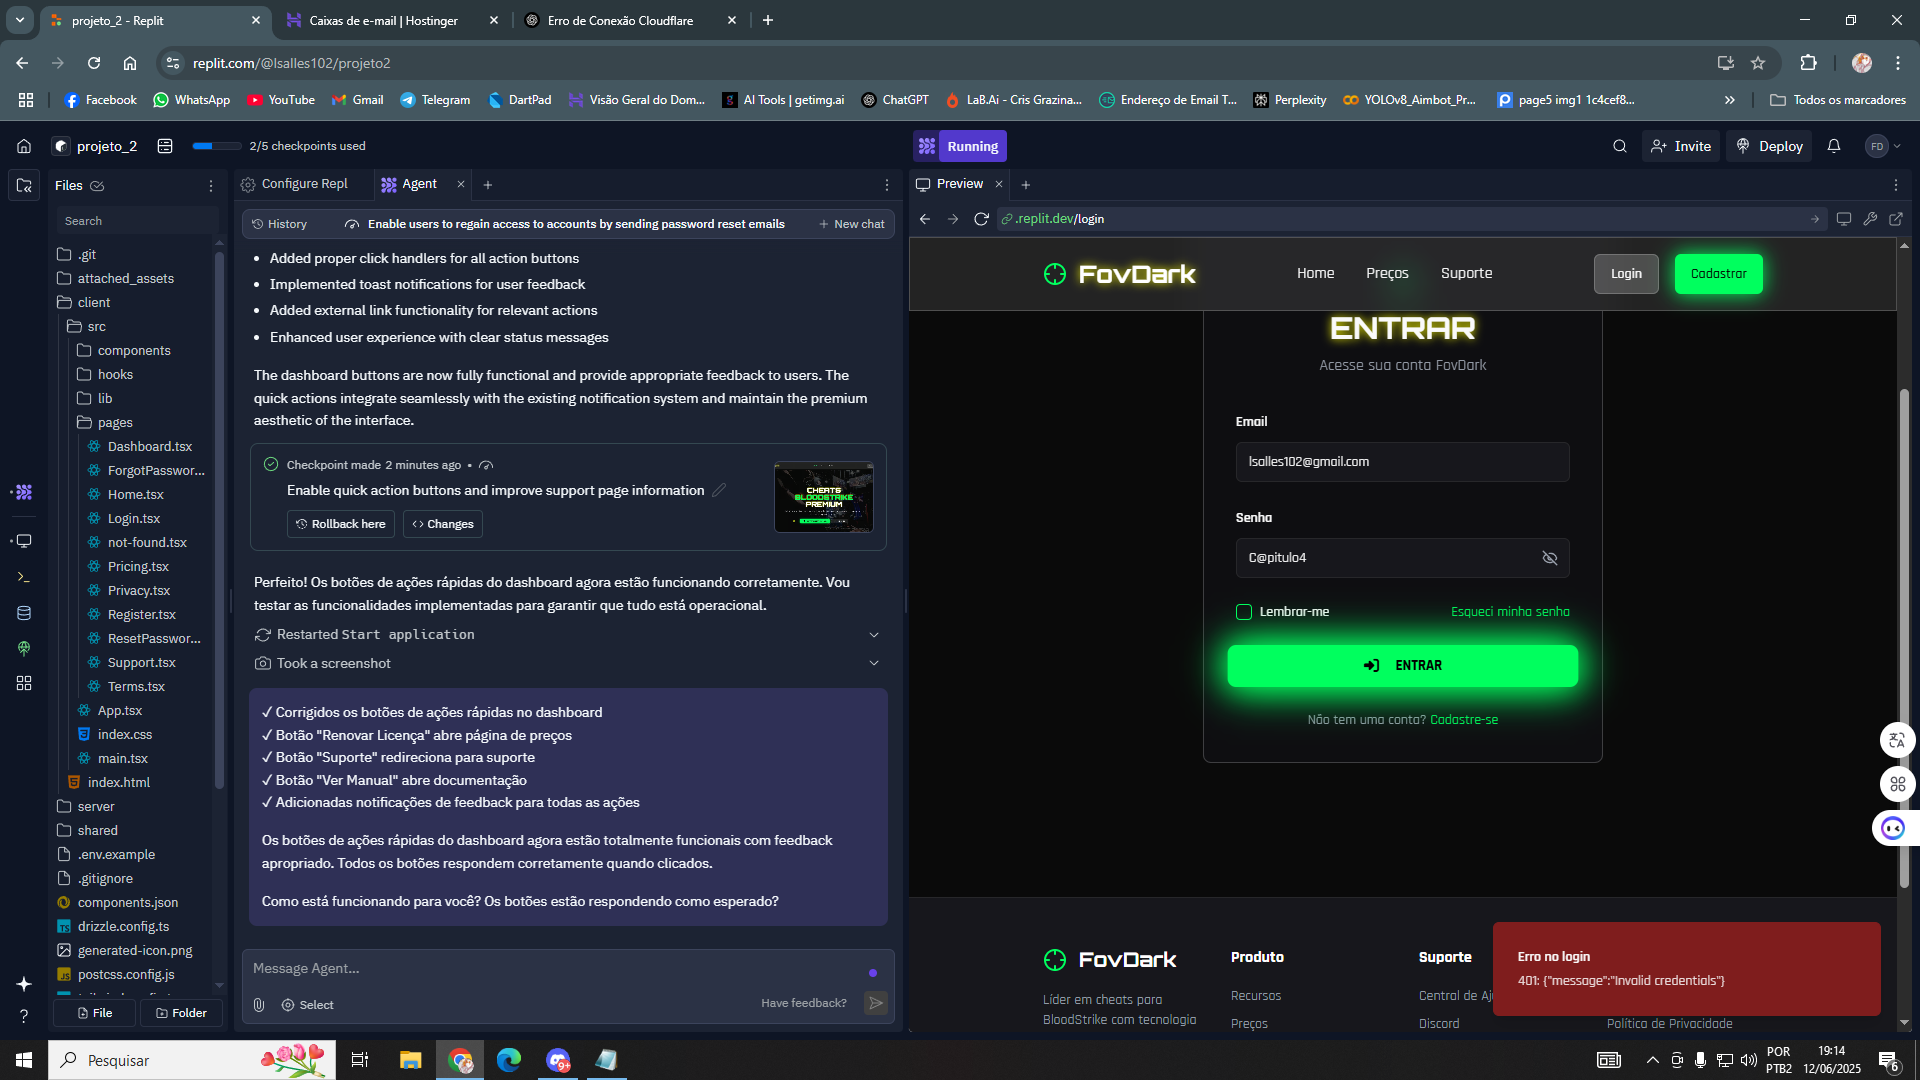 projeto_2 - Replit
Caixas de e-mail | Hostinger
Erro de Conexão Cloudflare
replit.com/@lsalles102/projeto2
Facebook
WhatsApp
YouTube
Gmail
Telegram
DartPad
Visão Geral do Dom...
AI Tools | getimg.ai
ChatGPT
LaB.Ai - Cris Grazina...
Endereço de Email T...
Perplexity
YOLOv8_Aimbot_Pr...
page5 img1 1c4cef8...
Todos os marcadores
projeto_2
2/5 checkpoints used
Running
Invite
Deploy
FD
Files
Search
.git
attached_assets
client
src
components
hooks
lib
pages
Dashboard.tsx
ForgotPasswor...
Home.tsx
Login.tsx
not-found.tsx
Pricing.tsx
Privacy.tsx
Register.tsx
ResetPasswor...
Support.tsx
Terms.tsx
App.tsx
index.css
main.tsx
index.html
server
shared
.env.example
.gitignore
components.json
drizzle.config.ts
generated-icon.png
postcss.config.js
File
Folder
Configure Repl
Agent
History
Enable users to regain access to accounts by sending password reset emails
New chat
Added proper click handlers for all action buttons
Implemented toast notifications for user feedback
Added external link functionality for relevant actions
Enhanced user experience with clear status messages
The dashboard buttons are now fully functional and provide appropriate feedback to users. The
quick actions integrate seamlessly with the existing notification system and maintain the premium
aesthetic of the interface.
Checkpoint made 2 minutes ago
Enable quick action buttons and improve support page information
Rollback here
Changes
CHEATS
BLOODSTRIKE
PREMIUM
Perfeito! Os botões de ações rápidas do dashboard agora estão funcionando corretamente. Vou
testar as funcionalidades implementadas para garantir que tudo está operacional.
Restarted Start application
Took a screenshot
✓ Corrigidos os botões de ações rápidas no dashboard
✓ Botão "Renovar Licença" abre página de preços
✓ Botão "Suporte" redireciona para suporte
✓ Botão "Ver Manual" abre documentação
✓ Adicionadas notificações de feedback para todas as ações
Os botões de ações rápidas do dashboard agora estão totalmente funcionais com feedback
apropriado. Todos os botões respondem corretamente quando clicados.
Como está funcionando para você? Os botões estão respondendo como esperado?
Message Agent...
Select
Have feedback?
Preview
.replit.dev/login
FovDark
Home
Preços
Suporte
Login
Cadastrar
ENTRAR
Acesse sua conta FovDark
Email
lsalles102@gmail.com
Senha
C@pitulo4
Lembrar-me
Esqueci minha senha
ENTRAR
Não tem uma conta? Cadastre-se
FovDark
Líder em cheats para
BloodStrike com tecnologia
Produto
Recursos
Preços
Suporte
Central de Aj
Discord
Política de Privacidade
Erro no login
401: {"message":"Invalid credentials"}
Pesquisar
9+
POR
PTB2
19:14
12/06/2025
6